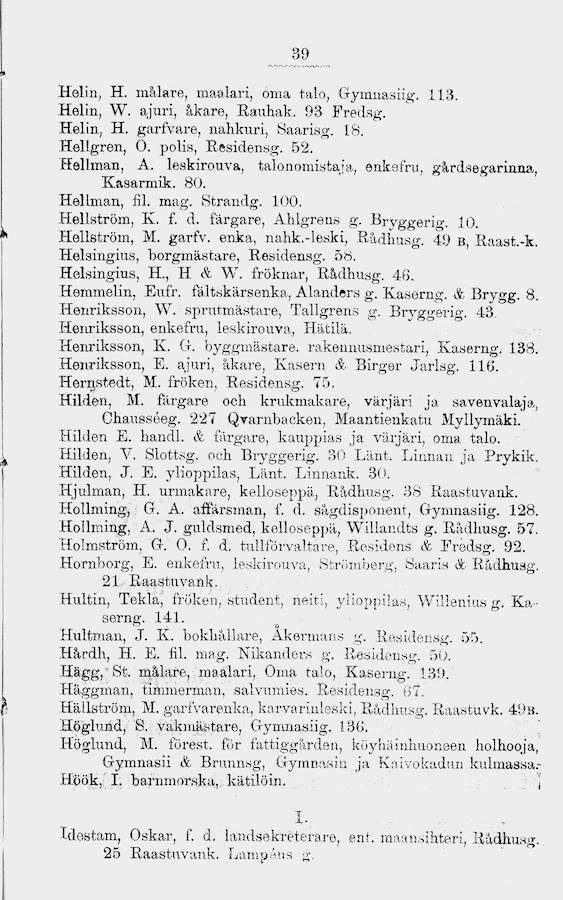 39
Helin, H. målare, maalari, oma talo, Gymnasiig. 113.
Helin, W. ajuri, åkare, Rauhak. 93 Fredsg.
Helin, H. garfvare, nahkuri, Saarisg. 18.
Hellgren, O. polis, Residensg. 52.
Hellman, A. leskirouva, talonomistaja, enkefru, gårdsegarinna,
Kasarmik. 80.
Hellman, fil. mag. Strandg. 100.
Hellström, K. f. d. färgare, Ahlgrens g. Bryggerig. 10.
Hellström, M. garfv. enka, nahk.-leski, Rådhusg. 49 B, Raast.-k.
Helsingius, borgmästare, Residensg. 58.
Helsingius, H., H & W. fröknar, Rådhusg. 46.
Hemmelin, Eufr. fältskärsenka, Alanders g. Kaserng. & Brygg. 8.
Henriksson, W. sprutmästare, Tallgrens g. Bryggerig. 43
Henriksson, enkefru, leskirouva, Hätilä.
Henriksson, K. G. byggmästare. rakennusmestari, Kaserng. 138.
Henriksson, E. ajuri, åkare, Kasern & Birger Jarlsg. 116.
Hernstedt, M. fröken, Residensg. 75.
Hilden, M. färgare och krukmakare, värjäri ja savenvalaja,
Chausséeg. 227 Qvarnbacken, Maantienkatu Myllymäki.
Hilden E. handl. & färgare, kauppias ja värjäri, oma talo.
Hilden, V. Slottsg. och Bryggerig. 30 Länt. Linnan ja Prykik.
Hilden, J. E. ylioppilas, Länt. Linnank. 30.
Hjulman, H. urmakare, kelloseppä, Rådhusg. 38 Raastuvank.
Hollming, G. A. affärsman, f. d. sågdisponent, Gymnasiig. 128.
Hollming, A. J. guldsmed, kelloseppä, Willandts g. Rådhusg. 57.
Holmström, G. O. f. d. tullförvaltare, Residens & Fredsg. 92.
Hornborg, E. enkefru, leskirouva, Strömberg, Saaris & Rådhusg.
21 Raastuvank.
Hultin, Tekla, fröken, student, neiti, ylioppilas, Willenius g. Ka-
serng. 141.
Hultman, J. K. bokhållare, Åkermans g. Residensg. 55.
Hårdh, H. E. fil. mag. Nikanders g. Residensg. 50.
Hägg, St. målare, maalari, Oma talo, Kaserng. 139.
Häggman, timmerman, salvumies. Residensg. 67.
Hällström, M. garfvarenka, karvarinleski, Rådhusg. Raastuvk. 49B.
Höglund, S. vakmästare, Gymnasiig. 136.
Höglund, M. förest. för fattiggården, köyhäinhuoneen holhooja,
Gymnasii & Brunnsg, Gymnasin ja Kaivokadun kulmassa.
Höök, I. barnmorska, kätilöin.
I.
Idestam, Oskar, f. d. landsekreterare, ent. maansihteri, Rådhusg.
25 Raastuvank. Lampéns g.